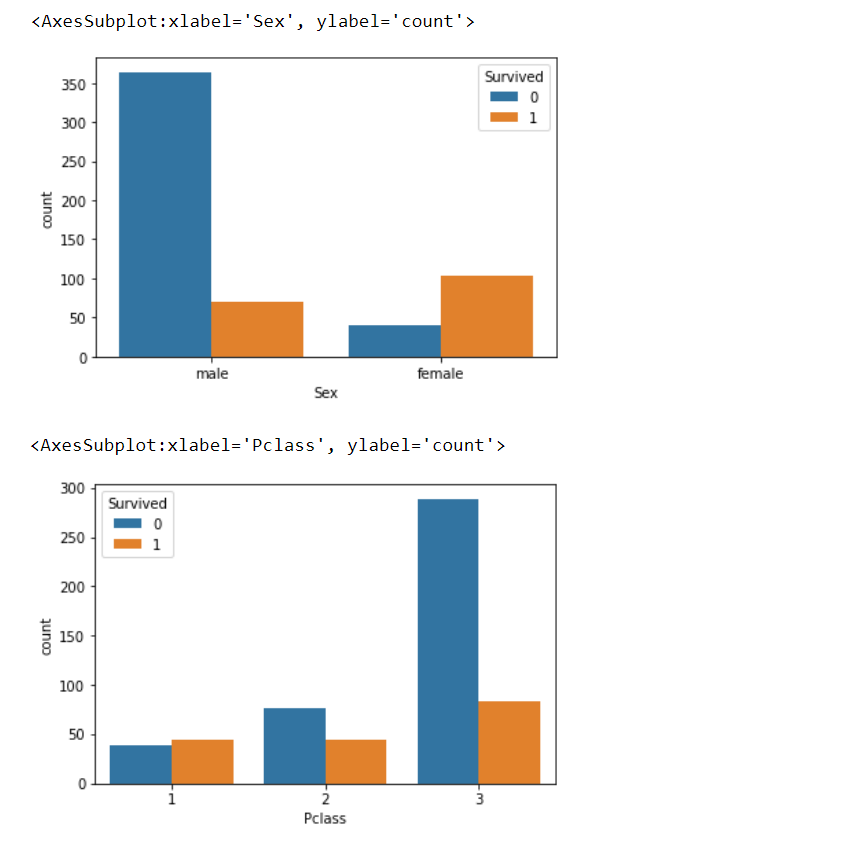 <AxesSubplot:xlabel='Sex', ylabel='count'>
Survived
0
1
350
300
250
200
150
100
50
0
count
male female
Sex
<AxesSubplot:xlabel='Pclass', ylabel='count'>
Survived
0
1
300
250
200
150
100
50
0
count
1 2 3
Pclass